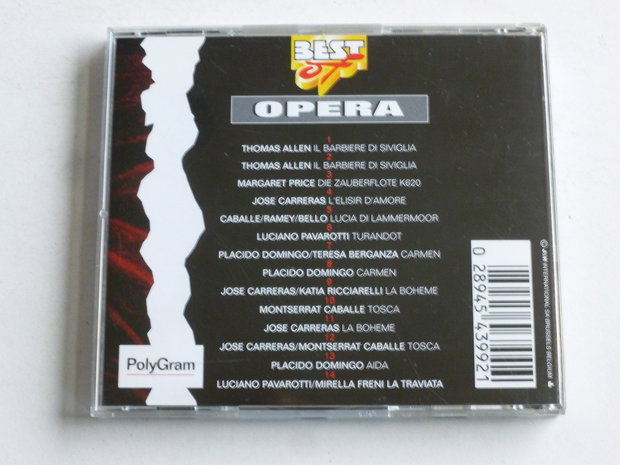 BEST
OF
OPERA
1
THOMAS ALLEN IL BARBIERE DI SIVIGLIA
2
THOMAS ALLEN IL BARBIERE DI SIVIGLIA
3
MARGARET PRICE DIE ZAUBERFLOTE K620
4
JOSE CARRERAS L'ELISIR D'AMORE
5
CABALLE/RAMEY/BELLO LUCIA DI LAMMERMOOR
6
LUCIANO PAVAROTTI TURANDOT
7
PLACIDO DOMINGO/TERESA BERGANZA CARMEN
8
PLACIDO DOMINGO CARMEN
9
JOSE CARRERAS/KATIA RICCIARELLI LA BOHEME
10
MONTSERRAT CABALLE TOSCA
11
JOSE CARRERAS LA BOHEME
12
JOSE CARRERAS/MONTSERRAT CABALLE TOSCA
13
PLACIDO DOMINGO AIDA
14
LUCIANO PAVAROTTI/MIRELLA FRENI LA TRAVIATA
PolyGram
0 28945 43992 1
INTERNATIONAL SA BRUSSELS-BELGIUM